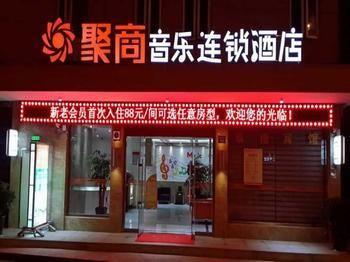 聚商音乐连锁酒店
新老会员首次入住88元/间可选任意房型，欢迎您的光临！